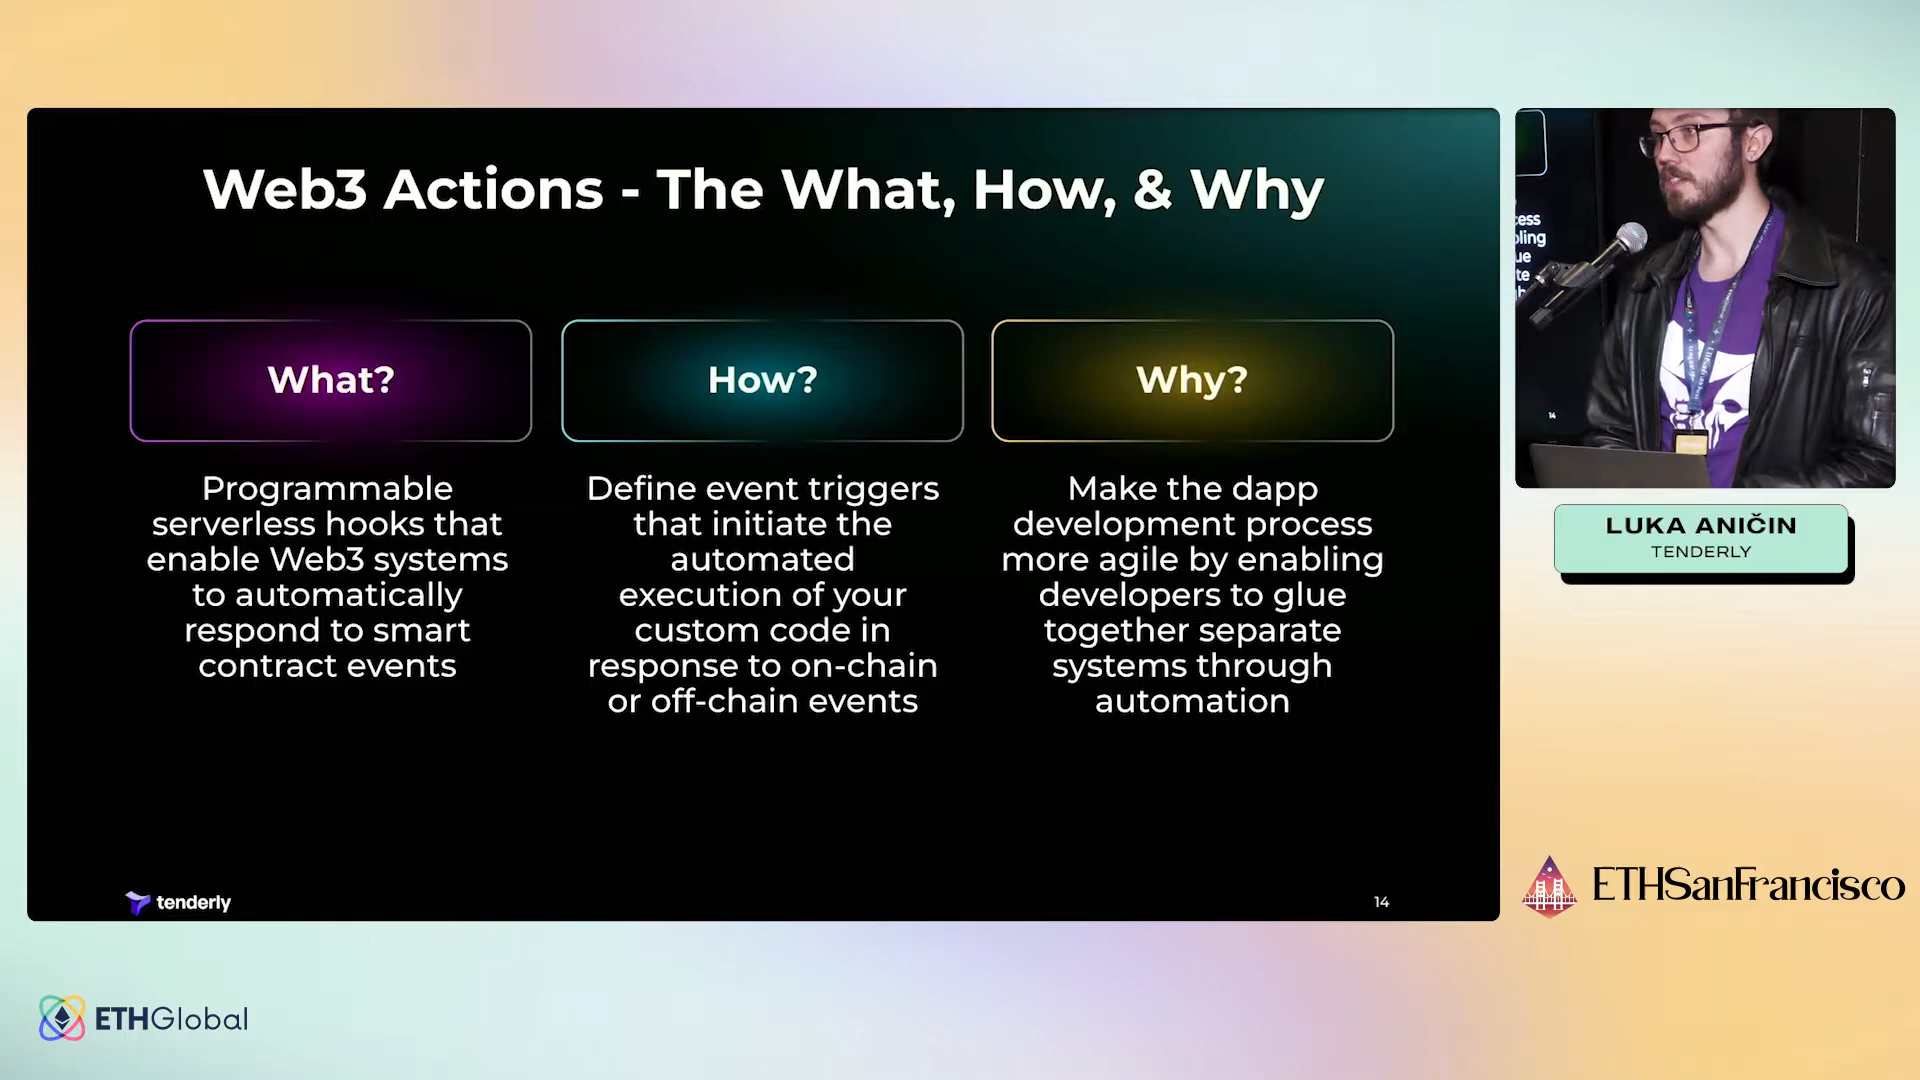 Web3 Actions - The What, How, & Why
What?
Programmable
serverless hooks that
enable Web3 systems
to automatically
respond to smart
contract events
How?
Define event triggers
that initiate the
automated
execution of your
custom code in
response to on-chain
or off-chain events
Why?
Make the dapp
development process
more agile by enabling
developers to glue
together separate
systems through
automation
tenderly
14
14
LUKA ANIČIN
TENDERLY
ETHSanFrancisco
ETHGlobal